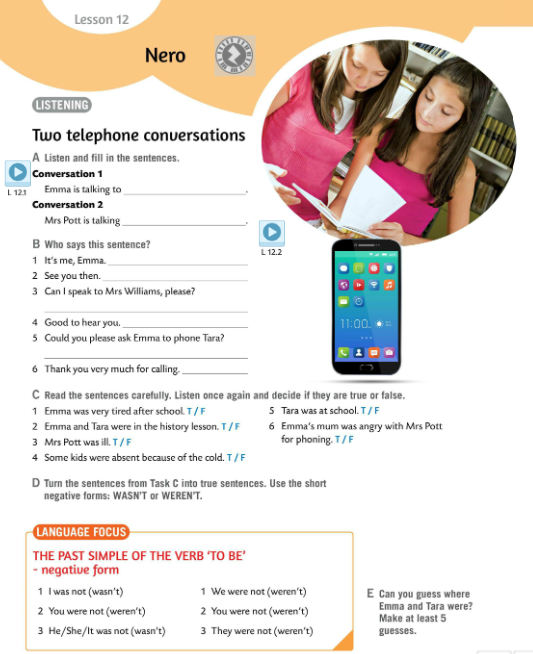 Lesson 12
Nero
LISTENING
Two telephone conversations
A Listen and fill in the sentences.
Conversation 1
L 12.1
Emma is talking to ____________________.
Conversation 2
Mrs Pott is talking ____________________.
L 12.2
B Who says this sentence?
1 It's me, Emma. ____________________
2 See you then. ____________________
3 Can I speak to Mrs Williams, please?
____________________
4 Good to hear you. ____________________
5 Could you please ask Emma to phone Tara?
____________________
6 Thank you very much for calling. ____________________
11:00
C Read the sentences carefully. Listen once again and decide if they are true or false.
1 Emma was very tired after school. T / F
2 Emma and Tara were in the history lesson. T / F
3 Mrs Pott was ill. T / F
4 Some kids were absent because of the cold. T / F
5 Tara was at school. T / F
6 Emma's mum was angry with Mrs Pott
for phoning. T / F
D Turn the sentences from Task C into true sentences. Use the short
negative forms: WASN'T or WEREN'T.
LANGUAGE FOCUS
THE PAST SIMPLE OF THE VERB 'TO BE'
- negative form
1 I was not (wasn't)
2 You were not (weren't)
3 He/She/It was not (wasn't)
1 We were not (weren't)
2 You were not (weren't)
3 They were not (weren't)
E Can you guess where
Emma and Tara were?
Make at least 5
guesses.